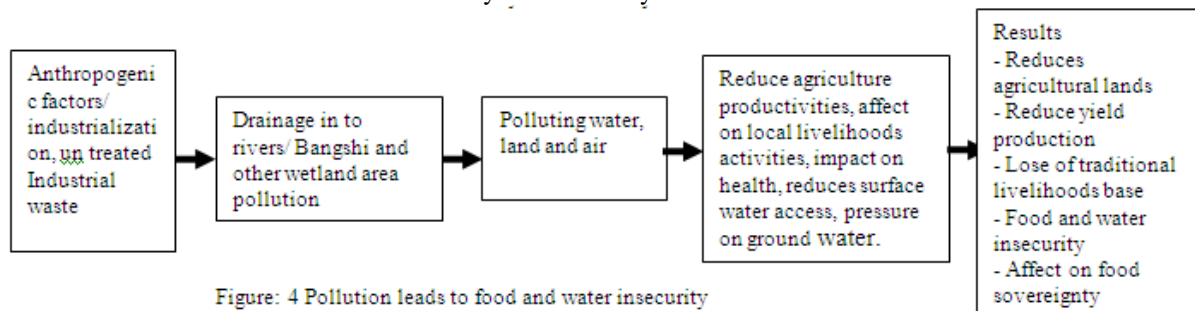 Anthropogeni
c factors/
industrializati
on, un treated
Industrial
waste
Drainage in to
rivers/ Bangshi and
other wetland area
pollution
Polluting water,
land and air
Reduce agriculture
productivities, affect
on local livelihoods
activities, impact on
health, reduces surface
water access, pressure
on ground water.
Results
- Reduces
agricultural lands
- Reduce yield
production
- Lose of traditional
livelihoods base
- Food and water
insecurity
- Affect on food
sovereignty
Figure: 4 Pollution leads to food and water insecurity